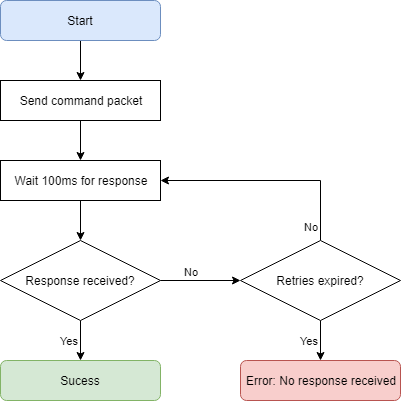 Start
Send command packet
Wait 100ms for response
No
Response received?
No
Retries expired?
Yes
Yes
Sucess
Error: No response received